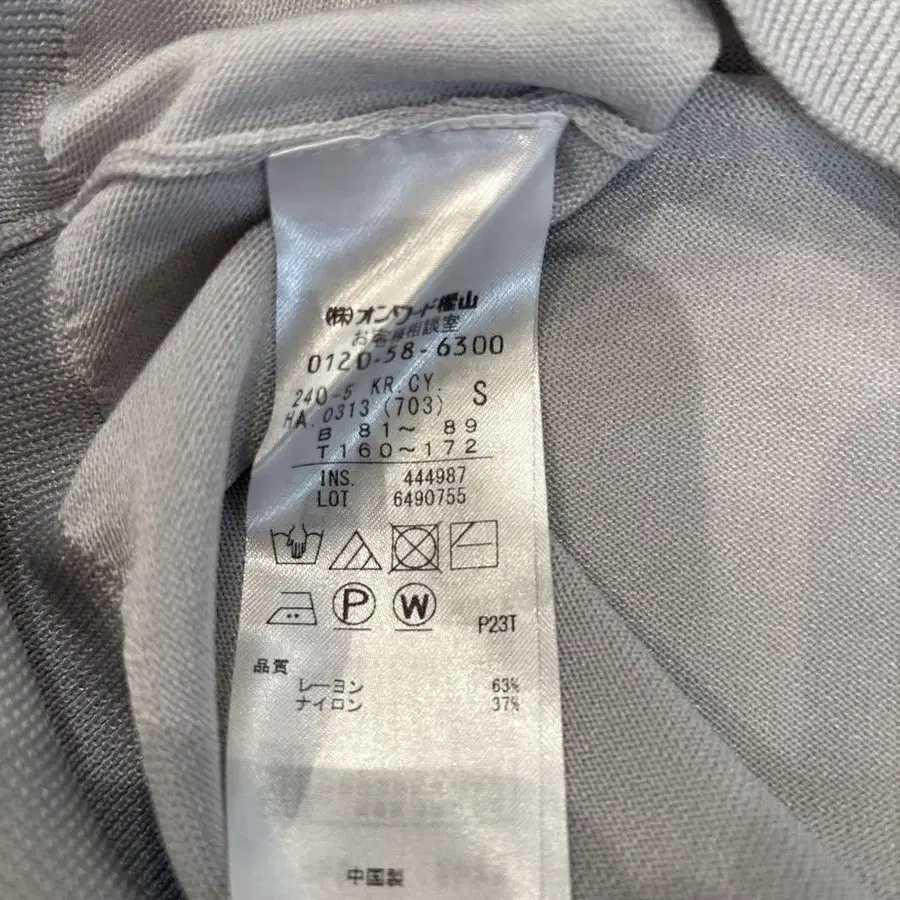 (株)オンワード樫山
お客様相談室
0120-58-6300
240-5 KR.CY.
HA.0313 (703) S
B 81~ 89
T160~172
INS. 444987
LOT 6490755
P W
P23T
品質
レーヨン 63%
ナイロン 37%
中国製